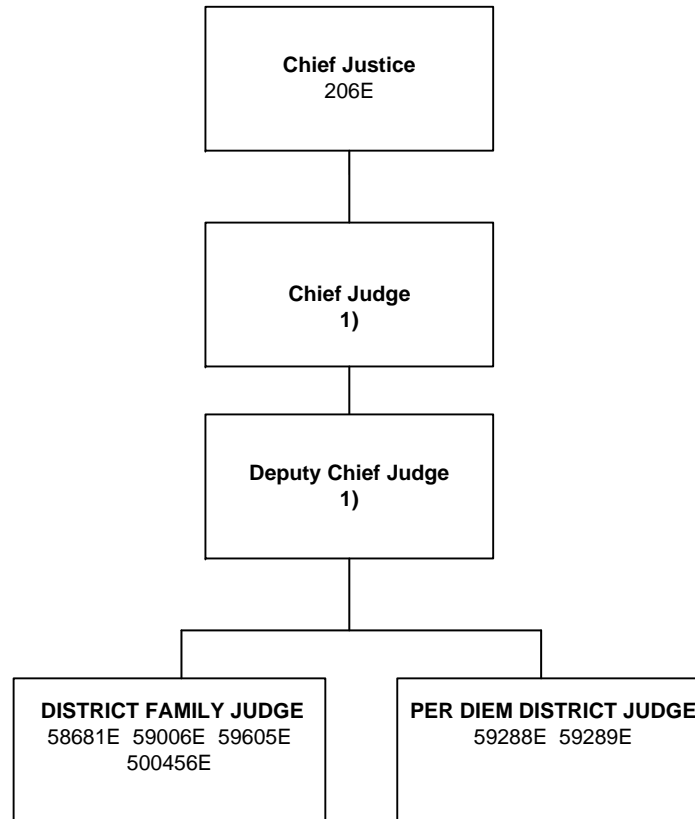 Chief Justice
206E
Chief Judge
1)
Deputy Chief Judge
1)
DISTRICT FAMILY JUDGE
58681E 59006E 59605E
500456E
PER DIEM DISTRICT JUDGE
59288E 59289E